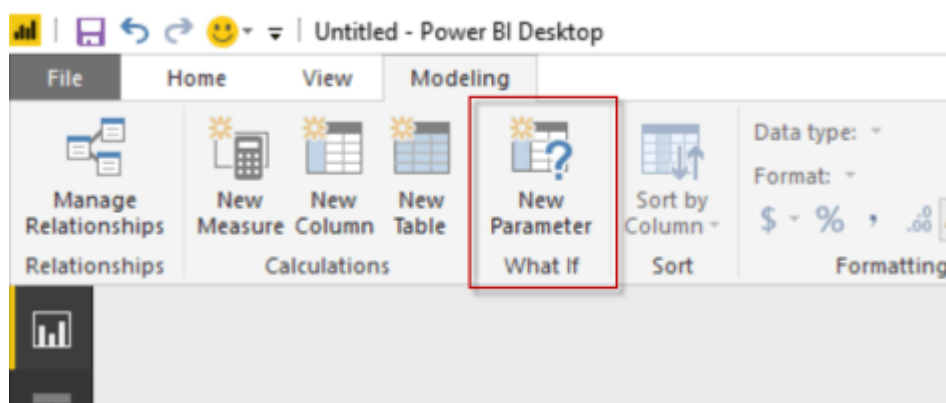 Untitled - Power BI Desktop
File Home View Modeling
Manage Relationships
New Measure
New Column
New Table
New Parameter
Sort by Column
Data type:
Format:
$ % , .00
Relationships Calculations What If Sort Formatting